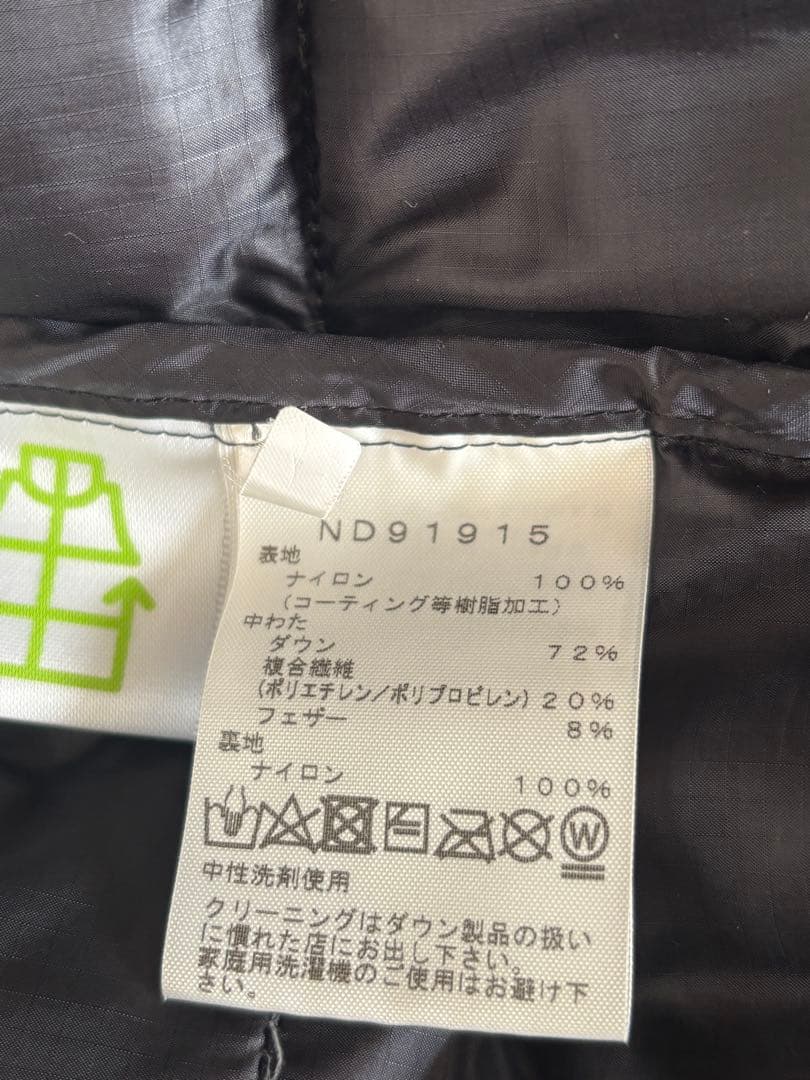 ND91915
表地
ナイロン 100%
(コーティング等樹脂加工)
中わた
ダウン 72%
複合繊維
(ポリエチレン/ポリプロピレン) 20%
フェザー 8%
裏地
ナイロン 100%
W
中性洗剤使用
クリーニングはダウン製品の扱い
に慣れた店にお出し下さい。
家庭用洗濯機のご使用はお避け下
さい。